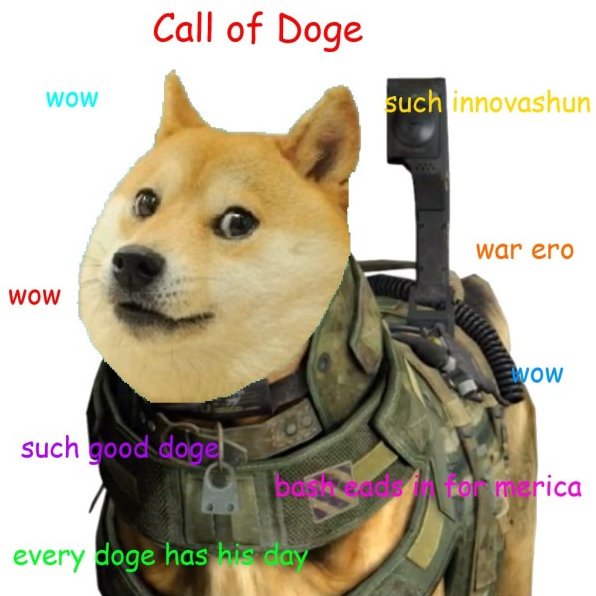 Call of Doge
wow
such innovashun
war ero
wow
wow
such good doge
bash eads in for merica
every doge has his day